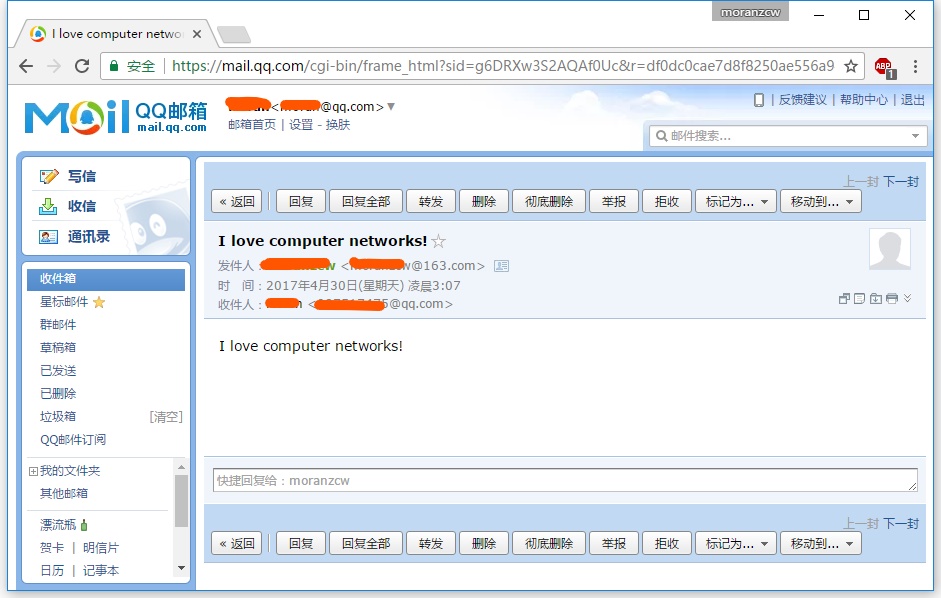 moranzcw
I love computer netwo
安全 https://mail.qq.com/cgi-bin/frame_html?sid=g6DRXw3S2AQAf0Uc&r=df0dc0cae7d8f8250ae556a9
ABP 1
Mail QQ邮箱
mail.qq.com
@qq.com>
邮箱首页 | 设置 - 换肤
| 反馈建议 | 帮助中心 | 退出
邮件搜索...
写信
收信
通讯录
收件箱
星标邮件
群邮件
草稿箱
已发送
已删除
垃圾箱 [清空]
QQ邮件订阅
我的文件夹
其他邮箱
漂流瓶
贺卡 | 明信片
日历 | 记事本
上一封 下一封
« 返回 回复 回复全部 转发 删除 彻底删除 举报 拒收 标记为... 移动到...
I love computer networks!
发件人: w@163.com>
时 间:2017年4月30日(星期天) 凌晨3:07
收件人: @qq.com>
I love computer networks!
快捷回复给:moranzcw
上一封 下一封
« 返回 回复 回复全部 转发 删除 彻底删除 举报 拒收 标记为... 移动到...